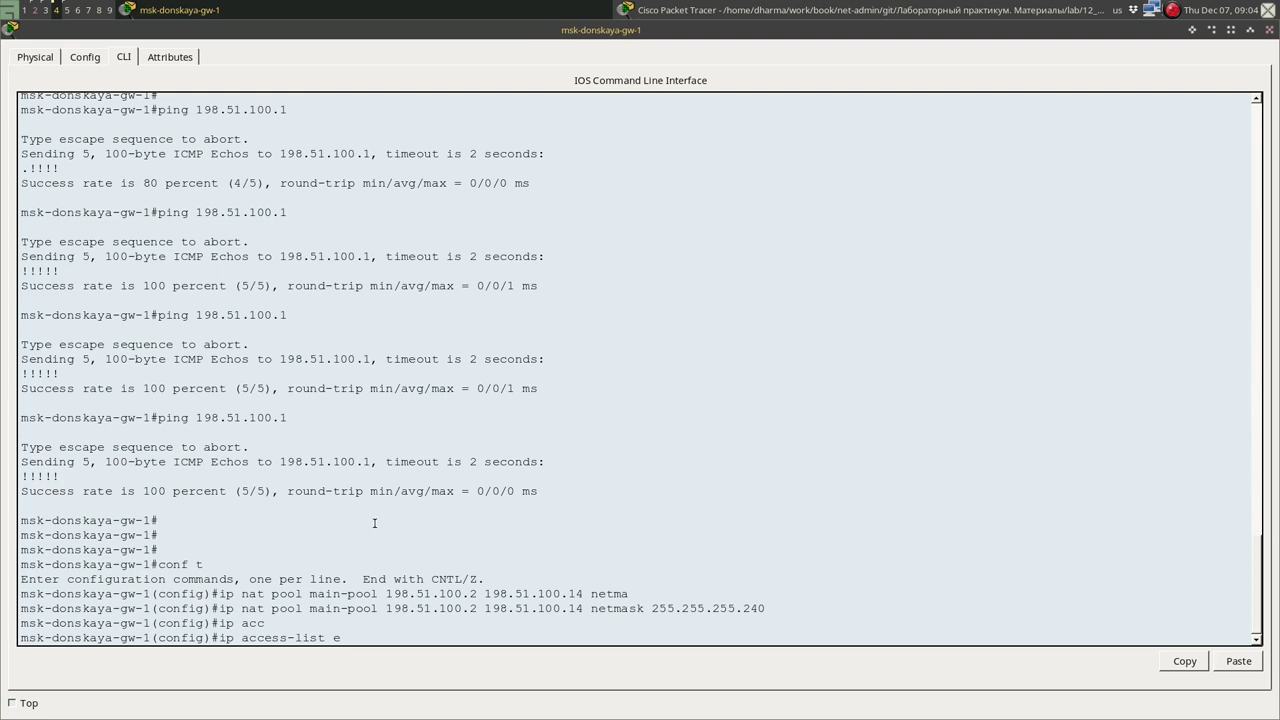 1 2 3 4 5 6 7 8 9
msk-donskaya-gw-1
Cisco Packet Tracer - /home/dharma/work/book/net-admin/git/Лабораторный практикум. Материалы/lab/12_...
us
Thu Dec 07, 09:04
msk-donskaya-gw-1
Physical
Config
CLI
Attributes
IOS Command Line Interface
msk-donskaya-gw-1#
msk-donskaya-gw-1#ping 198.51.100.1
Type escape sequence to abort.
Sending 5, 100-byte ICMP Echos to 198.51.100.1, timeout is 2 seconds:
.!!!!
Success rate is 80 percent (4/5), round-trip min/avg/max = 0/0/0 ms
msk-donskaya-gw-1#ping 198.51.100.1
Type escape sequence to abort.
Sending 5, 100-byte ICMP Echos to 198.51.100.1, timeout is 2 seconds:
!!!!!
Success rate is 100 percent (5/5), round-trip min/avg/max = 0/0/1 ms
msk-donskaya-gw-1#ping 198.51.100.1
Type escape sequence to abort.
Sending 5, 100-byte ICMP Echos to 198.51.100.1, timeout is 2 seconds:
!!!!!
Success rate is 100 percent (5/5), round-trip min/avg/max = 0/0/1 ms
msk-donskaya-gw-1#ping 198.51.100.1
Type escape sequence to abort.
Sending 5, 100-byte ICMP Echos to 198.51.100.1, timeout is 2 seconds:
!!!!!
Success rate is 100 percent (5/5), round-trip min/avg/max = 0/0/0 ms
msk-donskaya-gw-1#
msk-donskaya-gw-1#
msk-donskaya-gw-1#
msk-donskaya-gw-1#conf t
Enter configuration commands, one per line.  End with CNTL/Z.
msk-donskaya-gw-1(config)#ip nat pool main-pool 198.51.100.2 198.51.100.14 netma
msk-donskaya-gw-1(config)#ip nat pool main-pool 198.51.100.2 198.51.100.14 netmask 255.255.255.240
msk-donskaya-gw-1(config)#ip acc
msk-donskaya-gw-1(config)#ip access-list e
Copy
Paste
Top